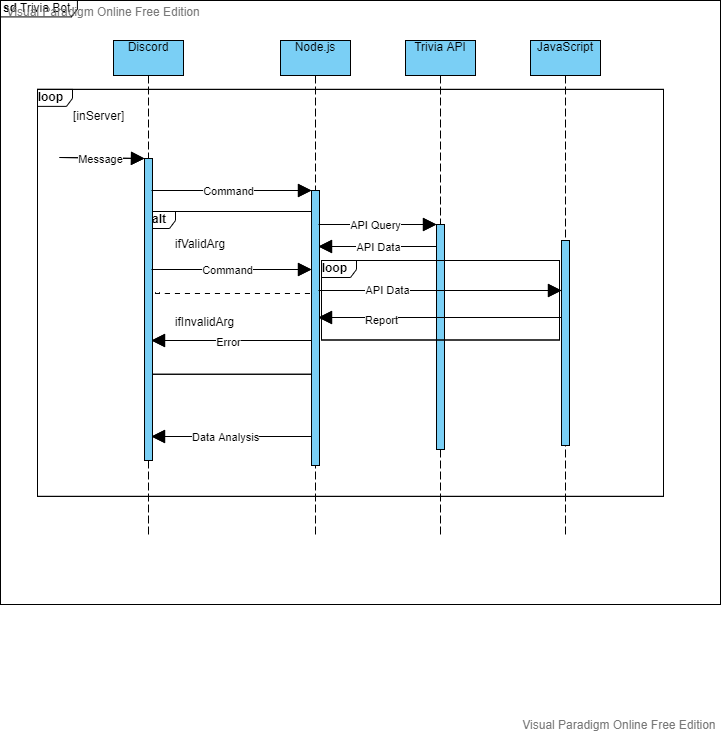 sd Trivia Bot
Visual Paradigm Online Free Edition
Discord
Node.js
Trivia API
JavaScript
loop
[inServer]
Message
Command
alt
API Query
ifValidArg
API Data
Command
loop
API Data
ifInvalidArg
Report
Error
Data Analysis
Visual Paradigm Online Free Edition